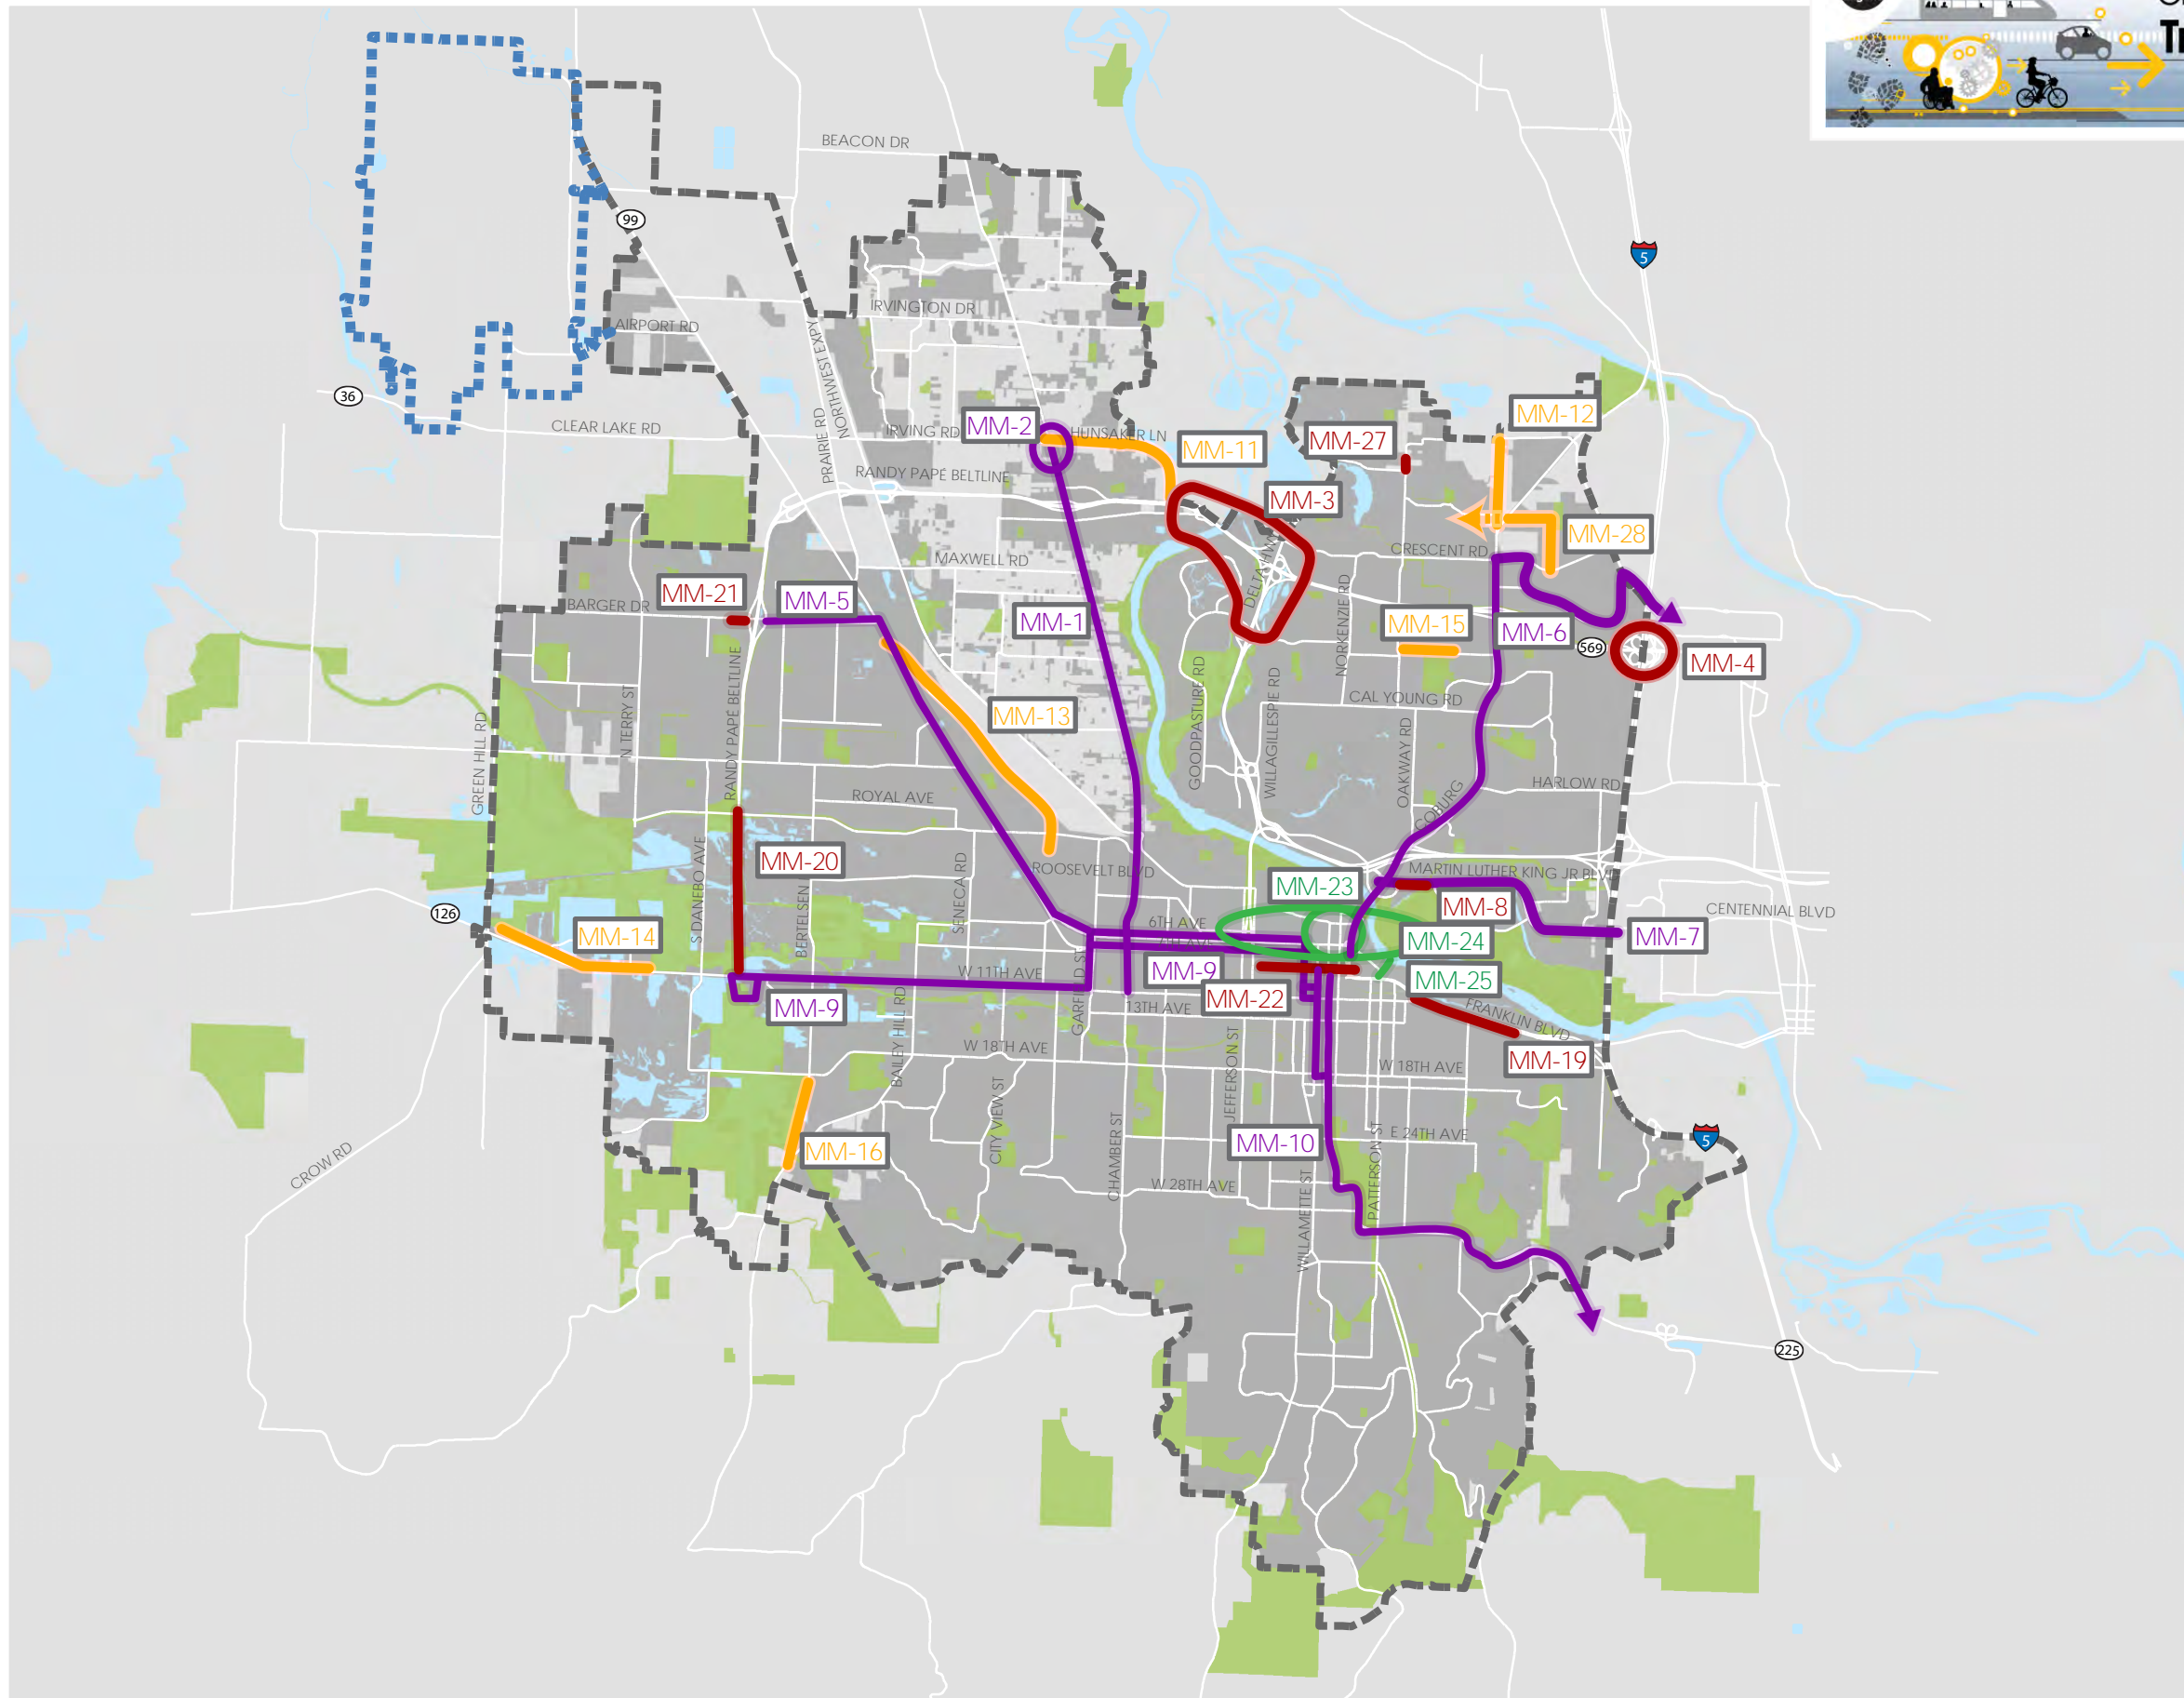 Tr
BEACON DR
99
5
IRVINGTON DR
AIRPORT RD
NORTHWEST EXPY
PRAIRIE RD
36
CLEAR LAKE RD
IRVING RD
MM-2
HUNSAKER LN
MM-11
MM-27
MM-12
RANDY PAPÉ BELTLINE
MM-3
MM-28
MAXWELL RD
DELTA HWY
CRESCENT RD
MM-21
BARGER DR
MM-5
MM-1
NORKENZIE RD
MM-15
MM-6
569
MM-4
N TERRY ST
RANDY PAPÉ BELTLINE
GREEN HILL RD
MM-13
GOODPASTURE RD
WILLAGILLESPIE RD
CAL YOUNG RD
OAKWAY RD
COBURG
HARLOW RD
ROYAL AVE
S DANEBO AVE
MM-20
BERTELSEN
SENECA RD
ROOSEVELT BLVD
MARTIN LUTHER KING JR BLVD
MM-23
MM-8
126
MM-14
6TH AVE
7TH AVE
MM-24
MM-7
CENTENNIAL BLVD
W 11TH AVE
MM-9
MM-25
MM-9
MM-22
13TH AVE
GARFIELD ST
BAILEY HILL RD
FRANKLIN BLVD
MM-19
W 18TH AVE
W 18TH AVE
JEFFERSON ST
CITY VIEW ST
CHAMBER ST
MM-16
MM-10
E 24TH AVE
PATTERSON ST
5
CROW RD
W 28TH AVE
WILLAMETTE ST
225